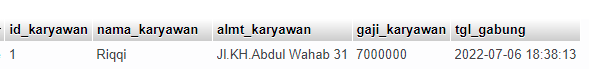 id_karyawan nama_karyawan almt_karyawan gaji_karyawan tgl_gabung
1 Riqqi Jl.KH.Abdul Wahab 31 7000000 2022-07-06 18:38:13